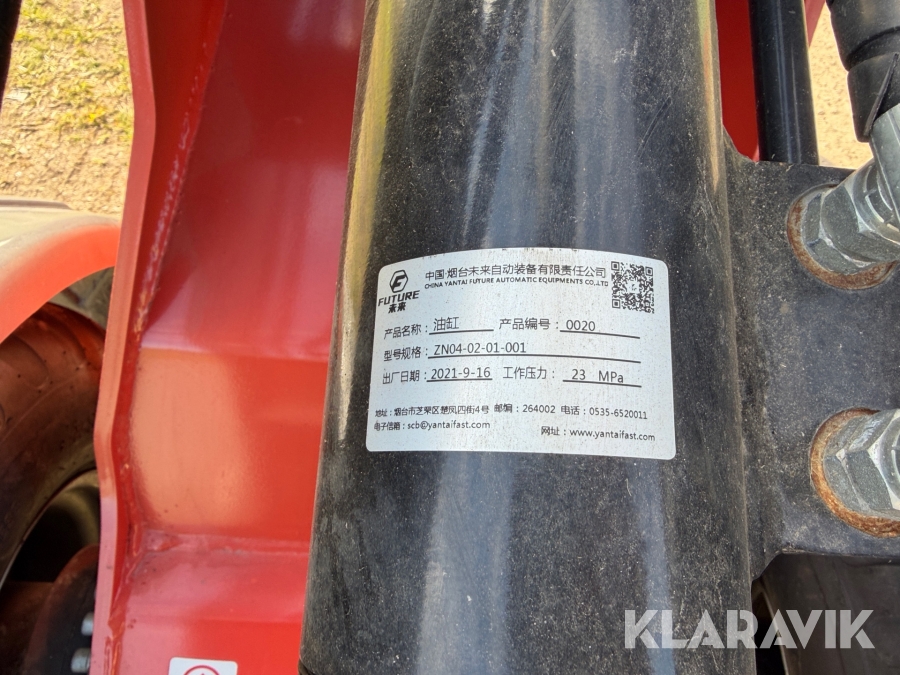 中国·烟台未来自动装备有限责任公司
CHINA YANTAI FUTURE AUTOMATIC EQUIPMENTS CO.,LTD
FUTURE
未来
产品名称：油缸 产品编号：0020
型号规格：ZN04-02-01-001
出厂日期：2021-9-16 工作压力：23 MPa
地址：烟台市芝罘区楚凤四街4号 邮编：264002 电话：0535-6520011
电子信箱：scb@yantaifast.com 网址：www.yantaifast.com
KLARAVIK